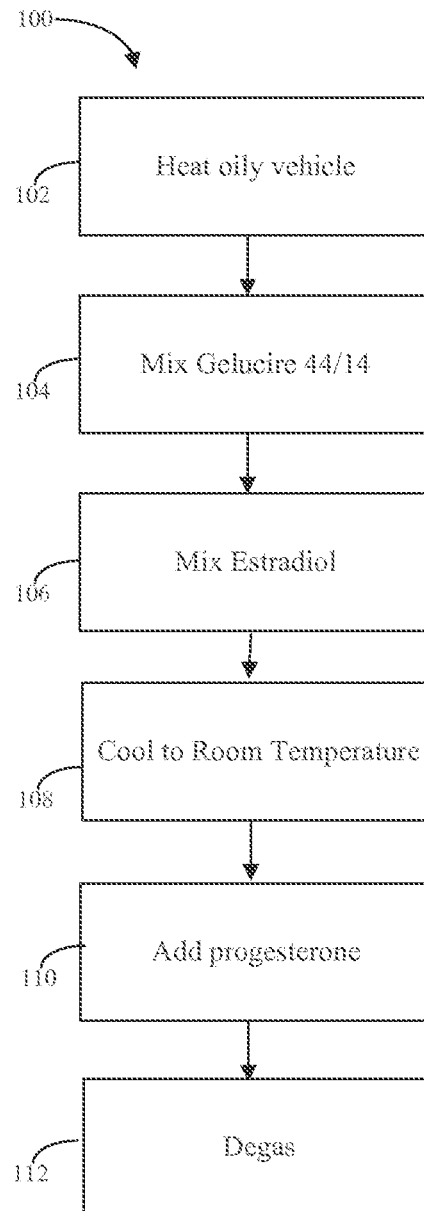 100
Heat oily vehicle
102
Mix Gelucire 44/14
104
Mix Estradiol
106
Cool to Room Temperature
108
Add progesterone
110
Degas
112